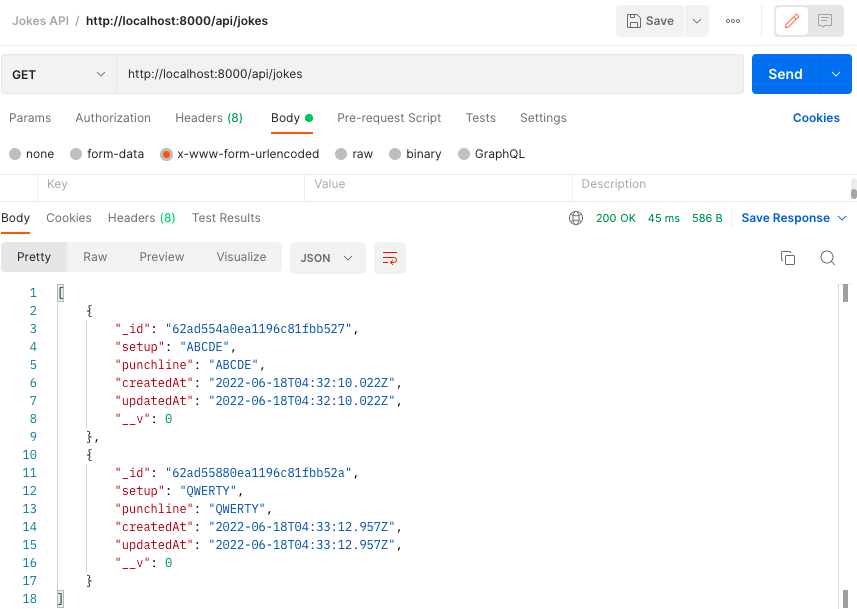 Jokes API / http://localhost:8000/api/jokes Save
GET http://localhost:8000/api/jokes Send
Params Authorization Headers (8) Body Pre-request Script Tests Settings Cookies
none form-data x-www-form-urlencoded raw binary GraphQL
Key Value Description
Body Cookies Headers (8) Test Results 200 OK 45 ms 586 B Save Response
Pretty Raw Preview Visualize JSON
1 [
2 {
3 "_id": "62ad554a0ea1196c81fbb527",
4 "setup": "ABCDE",
5 "punchline": "ABCDE",
6 "createdAt": "2022-06-18T04:32:10.022Z",
7 "updatedAt": "2022-06-18T04:32:10.022Z",
8 "__v": 0
9 },
10 {
11 "_id": "62ad55880ea1196c81fbb52a",
12 "setup": "QWERTY",
13 "punchline": "QWERTY",
14 "createdAt": "2022-06-18T04:33:12.957Z",
15 "updatedAt": "2022-06-18T04:33:12.957Z",
16 "__v": 0
17 }
18 ]